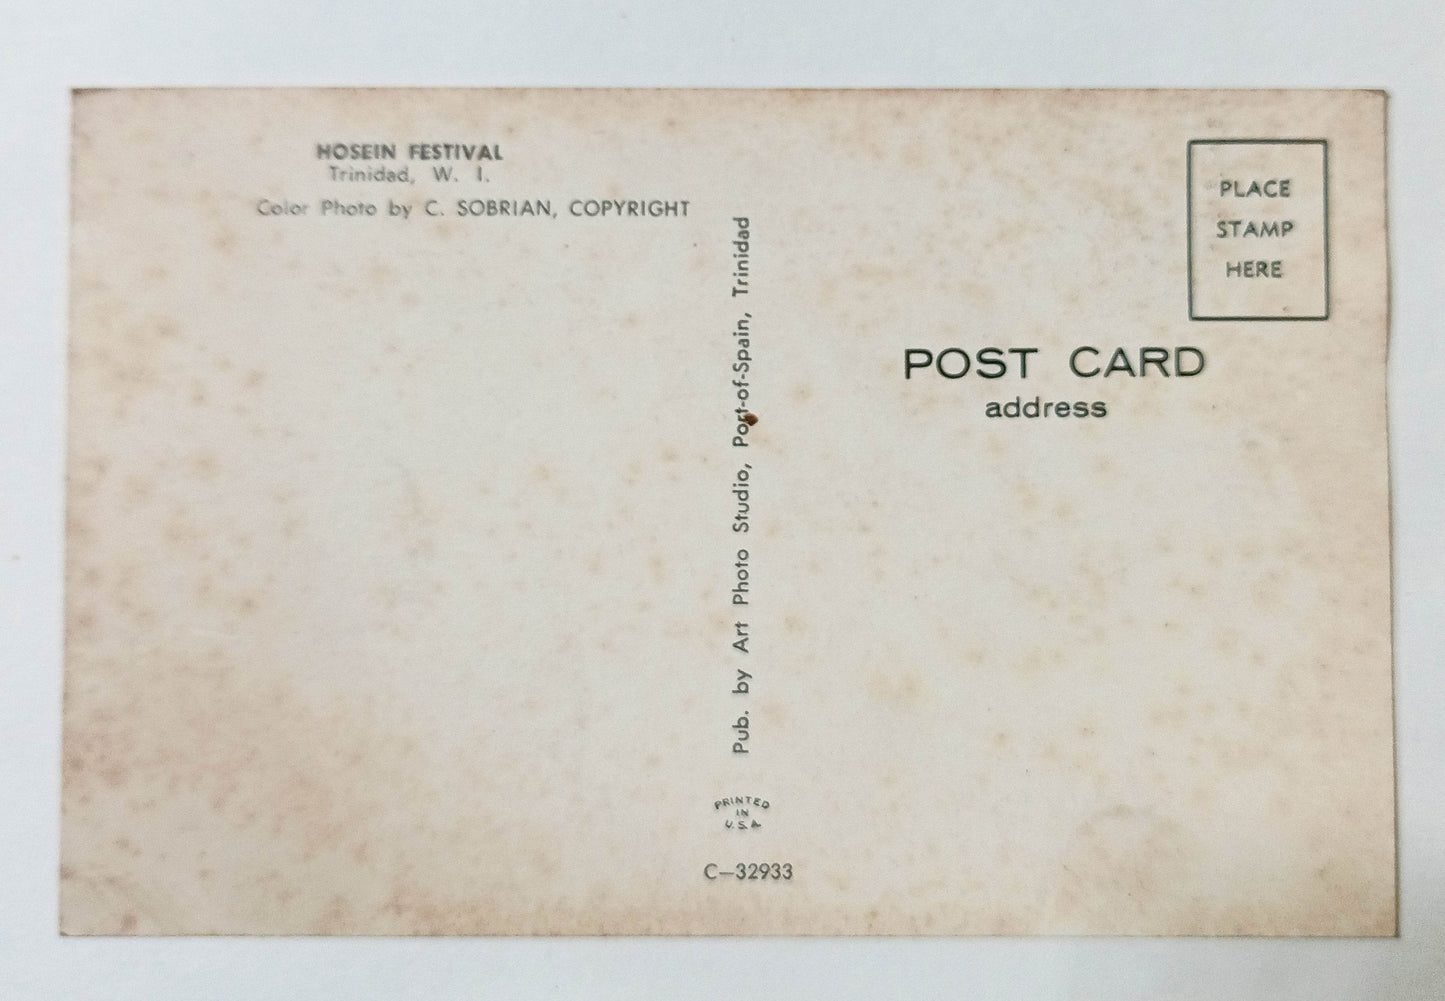 HOSEIN FESTIVAL
Trinidad, W. I.
Color Photo by C. SOBRIAN, COPYRIGHT
Pub. by Art Photo Studio, Port-of-Spain, Trinidad
PRINTED
IN
U.S.A
C—32933
PLACE
STAMP
HERE
POST CARD
address